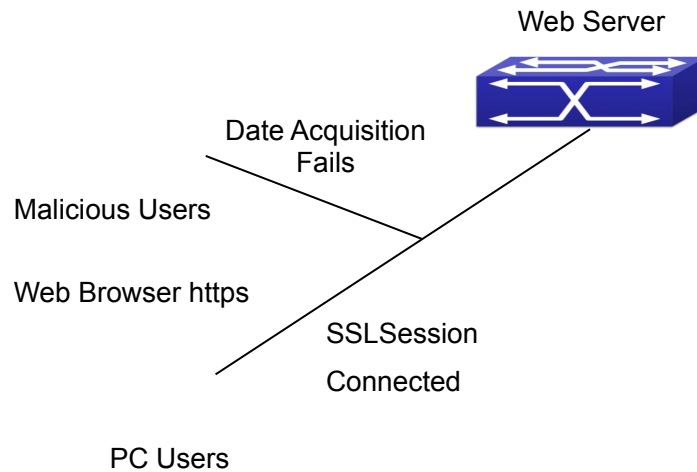 Web Server
Date Acquisition
Fails
Malicious Users
Web Browser https
SSLSession
Connected
PC Users